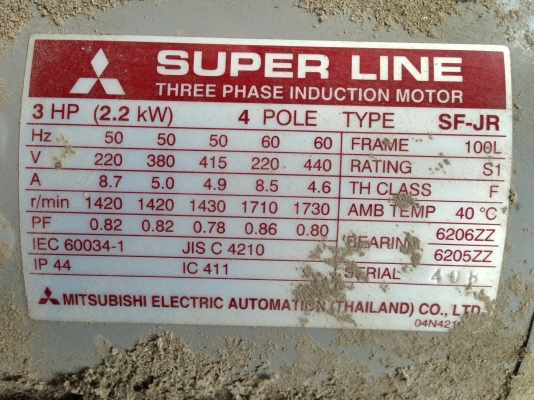 SUPER LINE
THREE PHASE INDUCTION MOTOR
3 HP (2.2 kW) 4 POLE TYPE SF-JR
Hz 50 50 50 60 60 FRAME 100L
V 220 380 415 220 440 RATING S1
A 8.7 5.0 4.9 8.5 4.6 TH CLASS F
r/min 1420 1420 1430 1710 1730 AMB TEMP 40 °C
PF 0.82 0.82 0.78 0.86 0.80 BEARING 6206ZZ
IEC 60034-1 JIS C 4210 6205ZZ
IP 44 IC 411 SERIAL
MITSUBISHI ELECTRIC AUTOMATION (THAILAND) CO., LTD